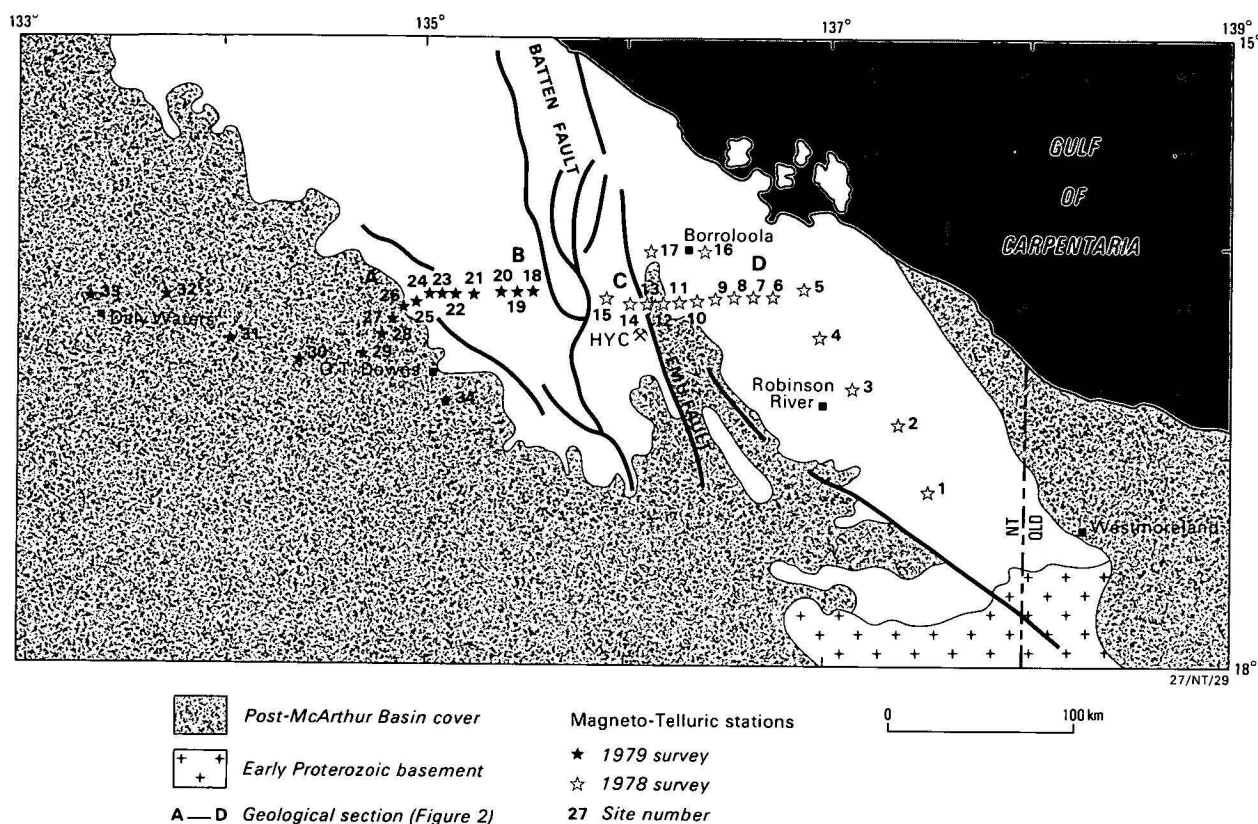 133°
135°
137°
139°
15°
BATTEN FAULT
GULF
OF
CARPENTARIA
17
Borroloola
16
B
D
A
24 23 21
20 18
C
13 11
9 7 6
5
33
32
26
22
19
15
14
12
10
8
Daly Waters
27
25
HYC
31
28
4
30
29
O.T. Downs
EMU FAULT
34
Robinson
River
3
2
1
NT
QLD
Westmoreland
18°
27/NT/29
Post-McArthur Basin cover
Early Proterozoic basement
A — D Geological section (Figure 2)
Magneto-Telluric stations
1979 survey
1978 survey
27 Site number
0 100 km